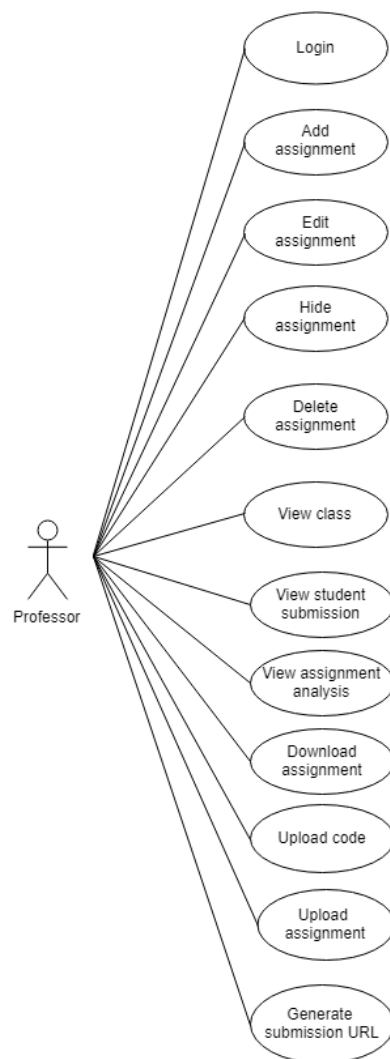 Login
Add
assignment
Edit
assignment
Hide
assignment
Delete
assignment
View class
Professor
View student
submission
View assignment
analysis
Download
assignment
Upload code
Upload
assignment
Generate
submission URL